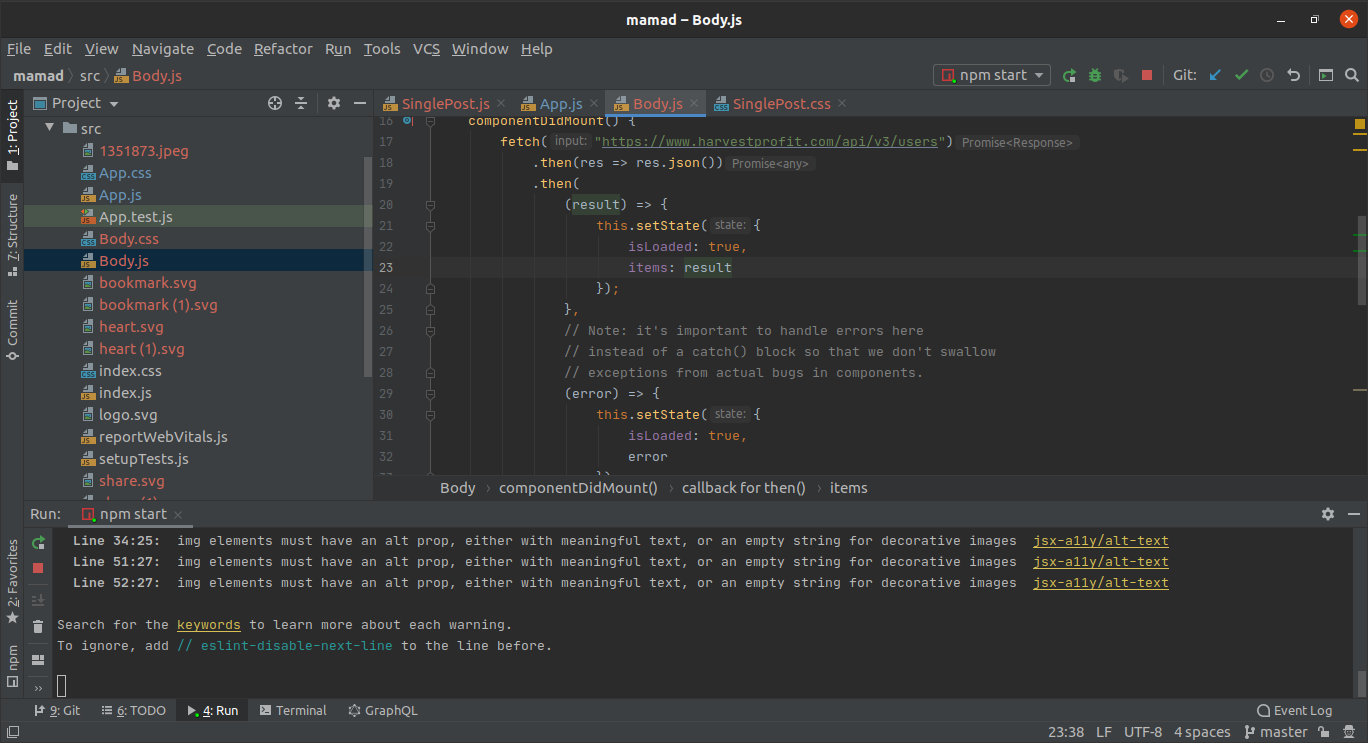 mamad – Body.js
File Edit View Navigate Code Refactor Run Tools VCS Window Help
mamad src Body.js npm start Git:
1: Project
7: Structure
Commit
2: Favorites
npm
Project
src
1351873.jpeg
App.css
App.js
App.test.js
Body.css
Body.js
bookmark.svg
bookmark (1).svg
heart.svg
heart (1).svg
index.css
index.js
logo.svg
reportWebVitals.js
setupTests.js
share.svg
SinglePost.js App.js Body.js SinglePost.css
16 componentDidMount() {
17 fetch( input: "https://www.harvestprofit.com/api/v3/users") Promise<Response>
18 .then(res => res.json()) Promise<any>
19 .then(
20 (result) => {
21 this.setState( state: {
22 isLoaded: true,
23 items: result
24 });
25 },
26 // Note: it's important to handle errors here
27 // instead of a catch() block so that we don't swallow
28 // exceptions from actual bugs in components.
29 (error) => {
30 this.setState( state: {
31 isLoaded: true,
32 error
Body › componentDidMount() › callback for then() › items
Run: npm start
Line 34:25: img elements must have an alt prop, either with meaningful text, or an empty string for decorative images jsx-a11y/alt-text
Line 51:27: img elements must have an alt prop, either with meaningful text, or an empty string for decorative images jsx-a11y/alt-text
Line 52:27: img elements must have an alt prop, either with meaningful text, or an empty string for decorative images jsx-a11y/alt-text
Search for the keywords to learn more about each warning.
To ignore, add // eslint-disable-next-line to the line before.
9: Git 6: TODO 4: Run Terminal GraphQL Event Log
23:38 LF UTF-8 4 spaces master